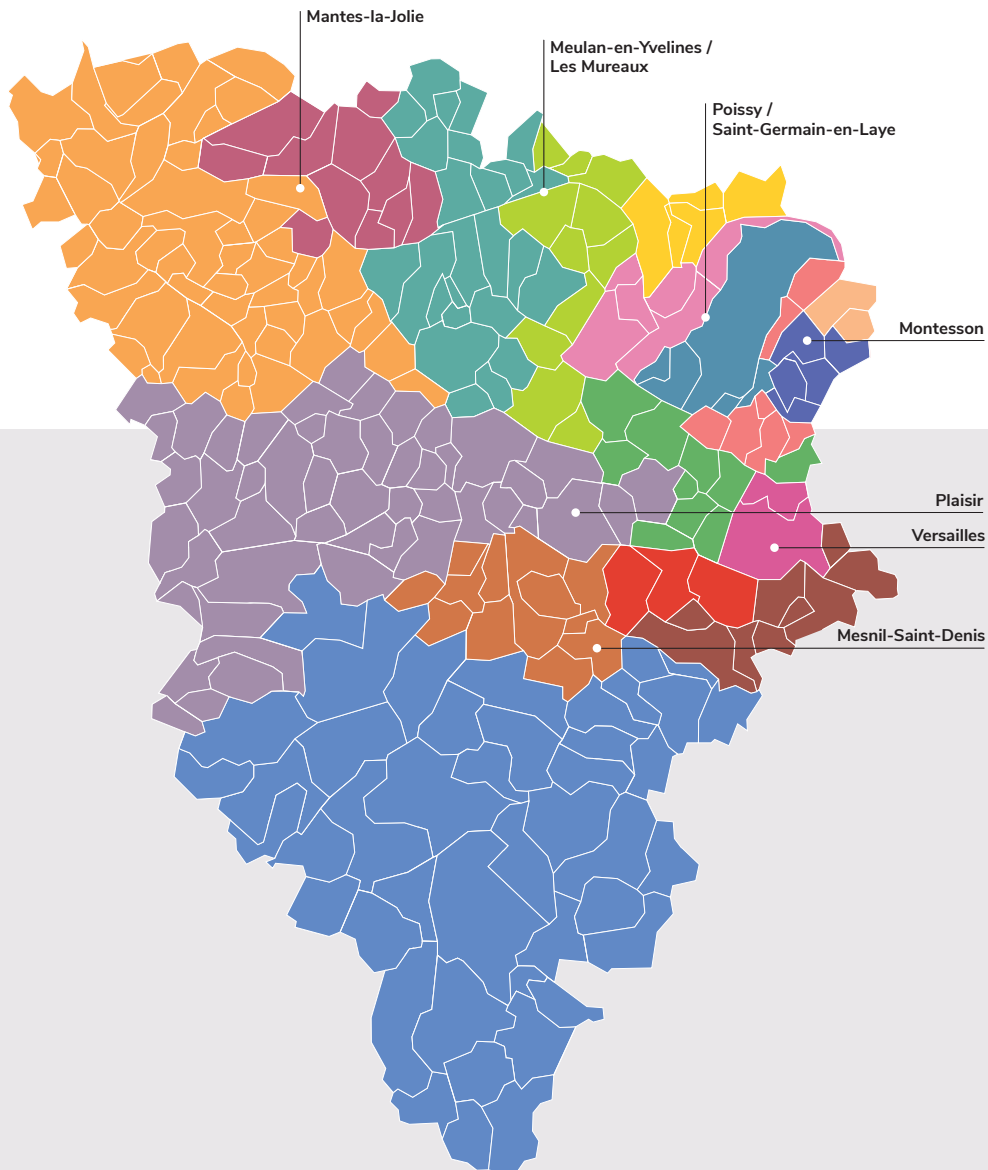 Mantes-la-Jolie
Meulan-en-Yvelines /
Les Mureaux
Poissy /
Saint-Germain-en-Laye
Montesson
Plaisir
Versailles
Mesnil-Saint-Denis